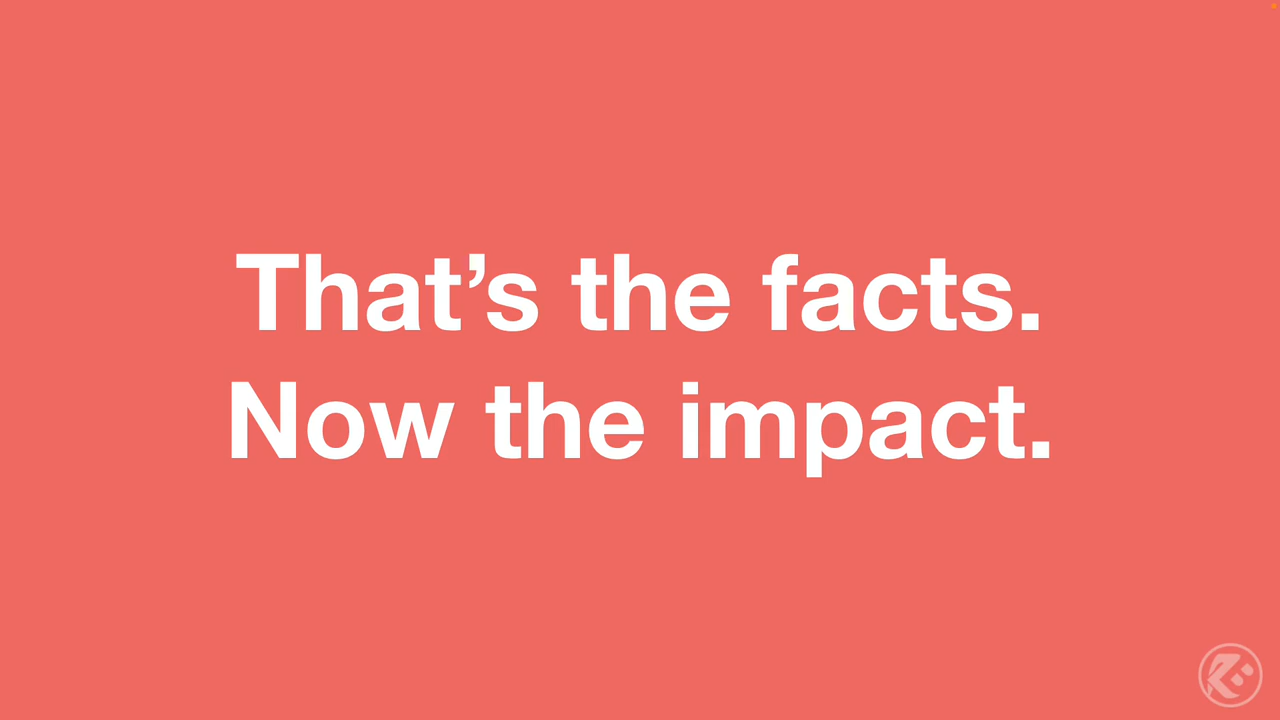 That’s the facts.
Now the impact.